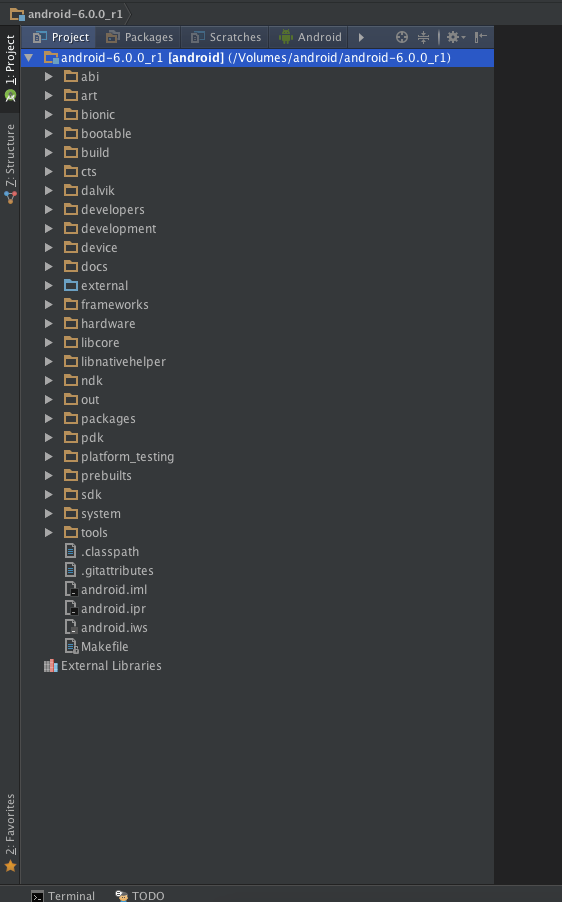 android-6.0.0_r1
1: Project
Project Packages Scratches Android
android-6.0.0_r1 [android] (/Volumes/android/android-6.0.0_r1)
abi
art
bionic
bootable
build
cts
dalvik
developers
development
device
docs
external
frameworks
hardware
libcore
libnativehelper
ndk
out
packages
pdk
platform_testing
prebuilts
sdk
system
tools
.classpath
.gitattributes
android.iml
android.ipr
android.iws
Makefile
External Libraries
Z: Structure
2: Favorites
Terminal TODO